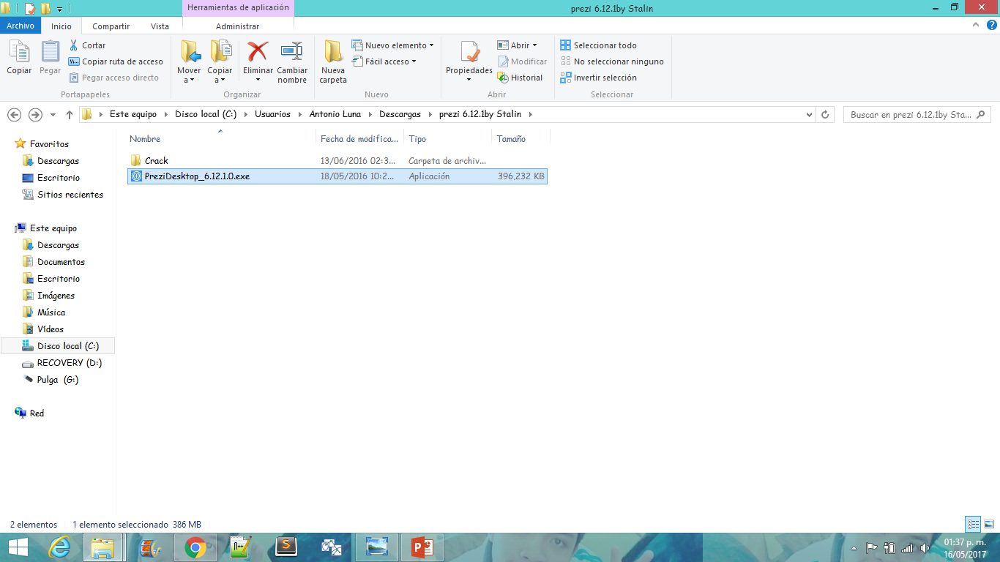 Herramientas de aplicación
prezi 6.12.1by Stalin
Archivo
Inicio
Compartir
Vista
Administrar
Copiar
Pegar
Cortar
Copiar ruta de acceso
Pegar acceso directo
Portapapeles
Mover
a
Copiar
a
Eliminar
Cambiar
nombre
Organizar
Nueva
carpeta
Nuevo elemento
Fácil acceso
Nuevo
Propiedades
Abrir
Modificar
Historial
Abrir
Seleccionar todo
No seleccionar ninguno
Invertir selección
Seleccionar
Este equipo
Disco local (C:)
Usuarios
Antonio Luna
Descargas
prezi 6.12.1by Stalin
Buscar en prezi 6.12.1by Sta...
Favoritos
Descargas
Escritorio
Sitios recientes
Este equipo
Descargas
Documentos
Escritorio
Imágenes
Música
Vídeos
Disco local (C:)
RECOVERY (D:)
Pulga (G:)
Red
Nombre
Fecha de modifica...
Tipo
Tamaño
Crack
13/06/2016 02:3...
Carpeta de archiv...
PreziDesktop_6.12.1.0.exe
18/05/2016 10:2...
Aplicación
396,232 KB
2 elementos
1 elemento seleccionado 386 MB
01:37 p. m.
16/05/2017